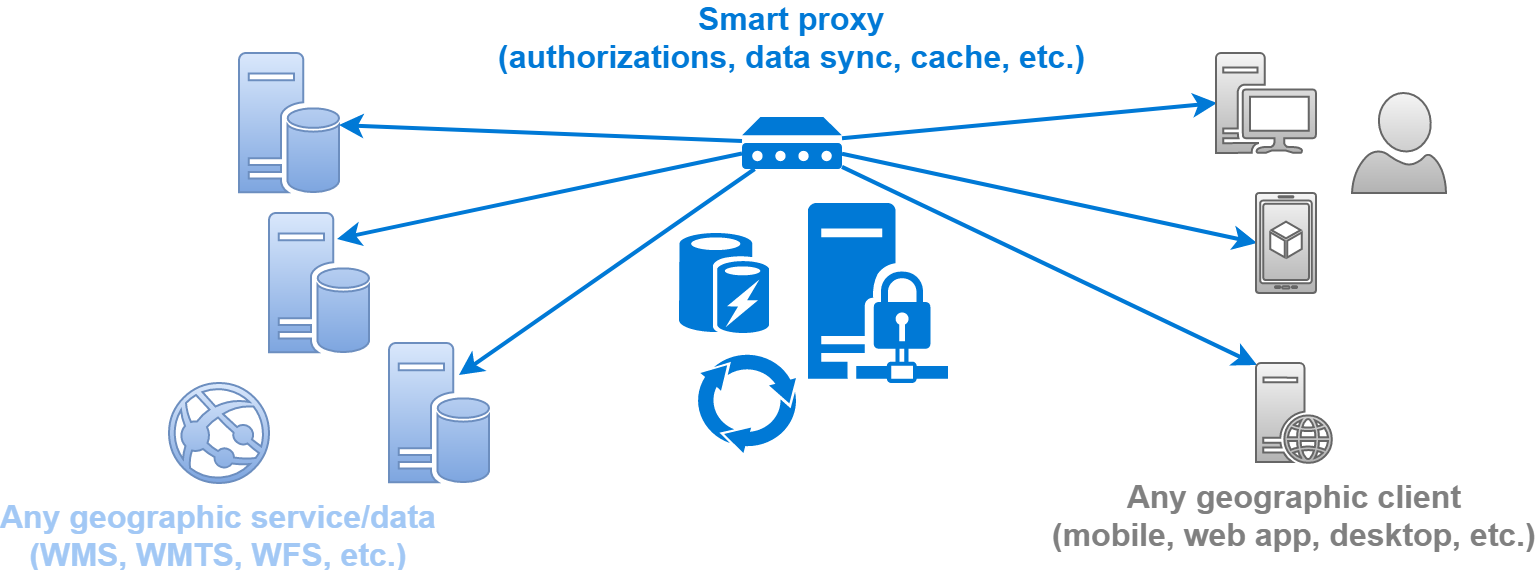 Smart proxy
(authorizations, data sync, cache, etc.)
Any geographic service/data
(WMS, WMTS, WFS, etc.)
Any geographic client
(mobile, web app, desktop, etc.)